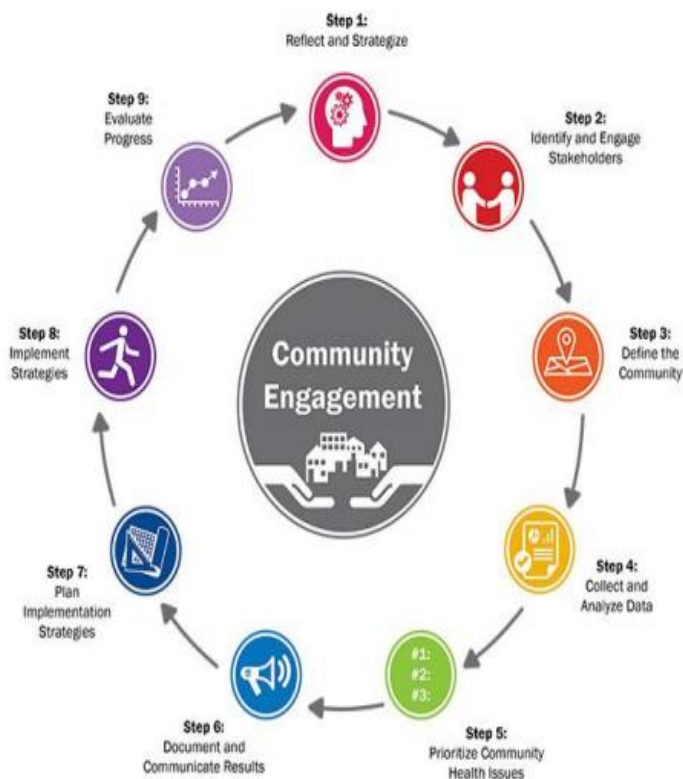 Step 1:
Reflect and Strategize
Step 2:
Identify and Engage
Stakeholders
Step 3:
Define the
Community
Step 4:
Collect and
Analyze Data
#1:
#2:
#3:
Step 5:
Prioritize Community
Health Issues
Step 6:
Document and
Communicate Results
Step 7:
Plan
Implementation
Strategies
Step 8:
Implement
Strategies
Step 9:
Evaluate
Progress
Community
Engagement